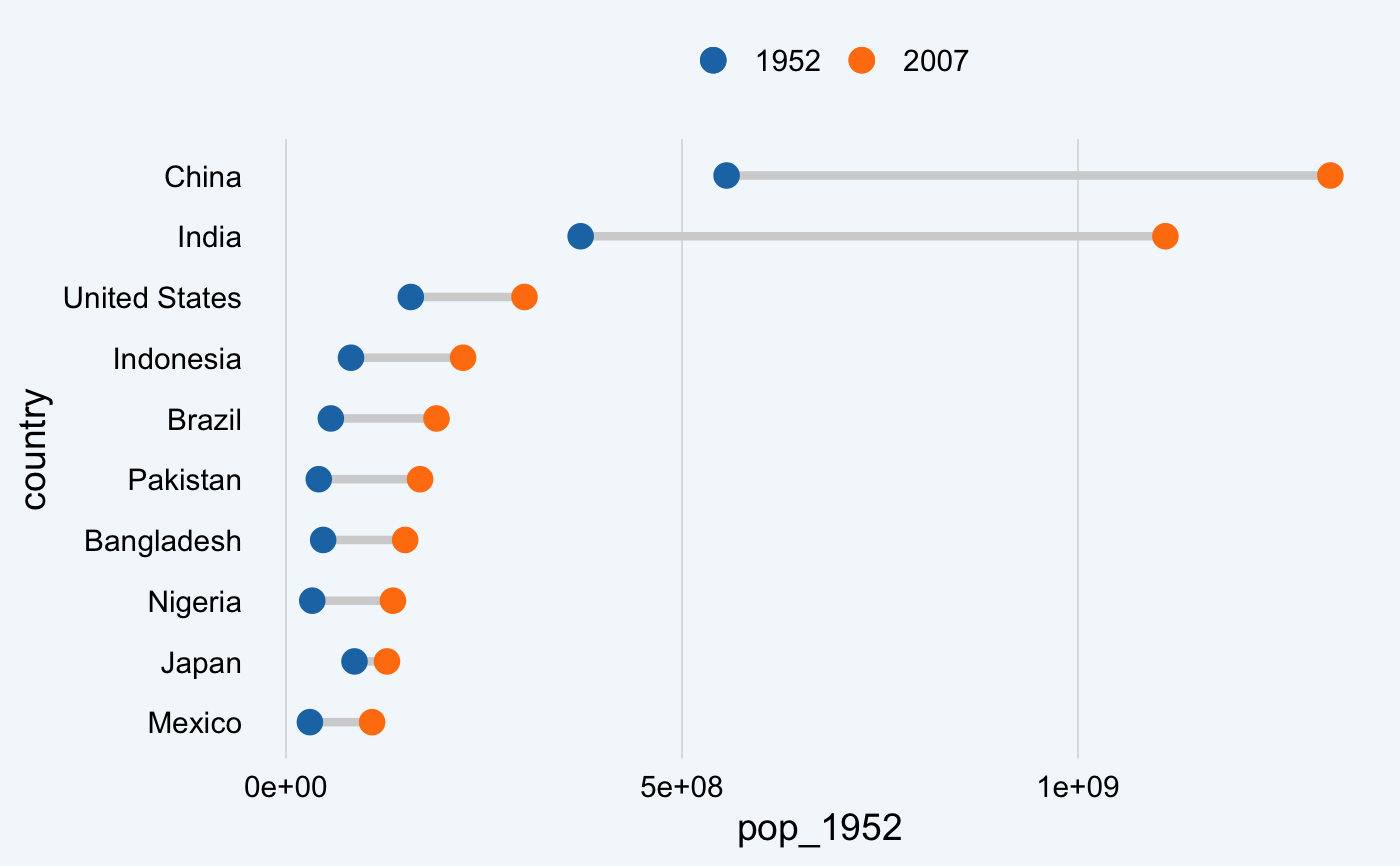 1952 2007
China
India
United States
Indonesia
Brazil
Pakistan
Bangladesh
Nigeria
Japan
Mexico
country
0e+00 5e+08 1e+09
pop_1952